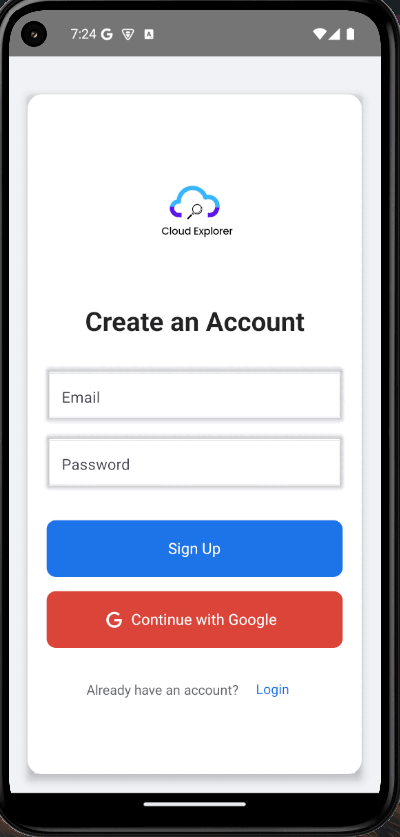 7:24
Cloud Explorer
Create an Account
Email
Password
Sign Up
G Continue with Google
Already have an account? Login